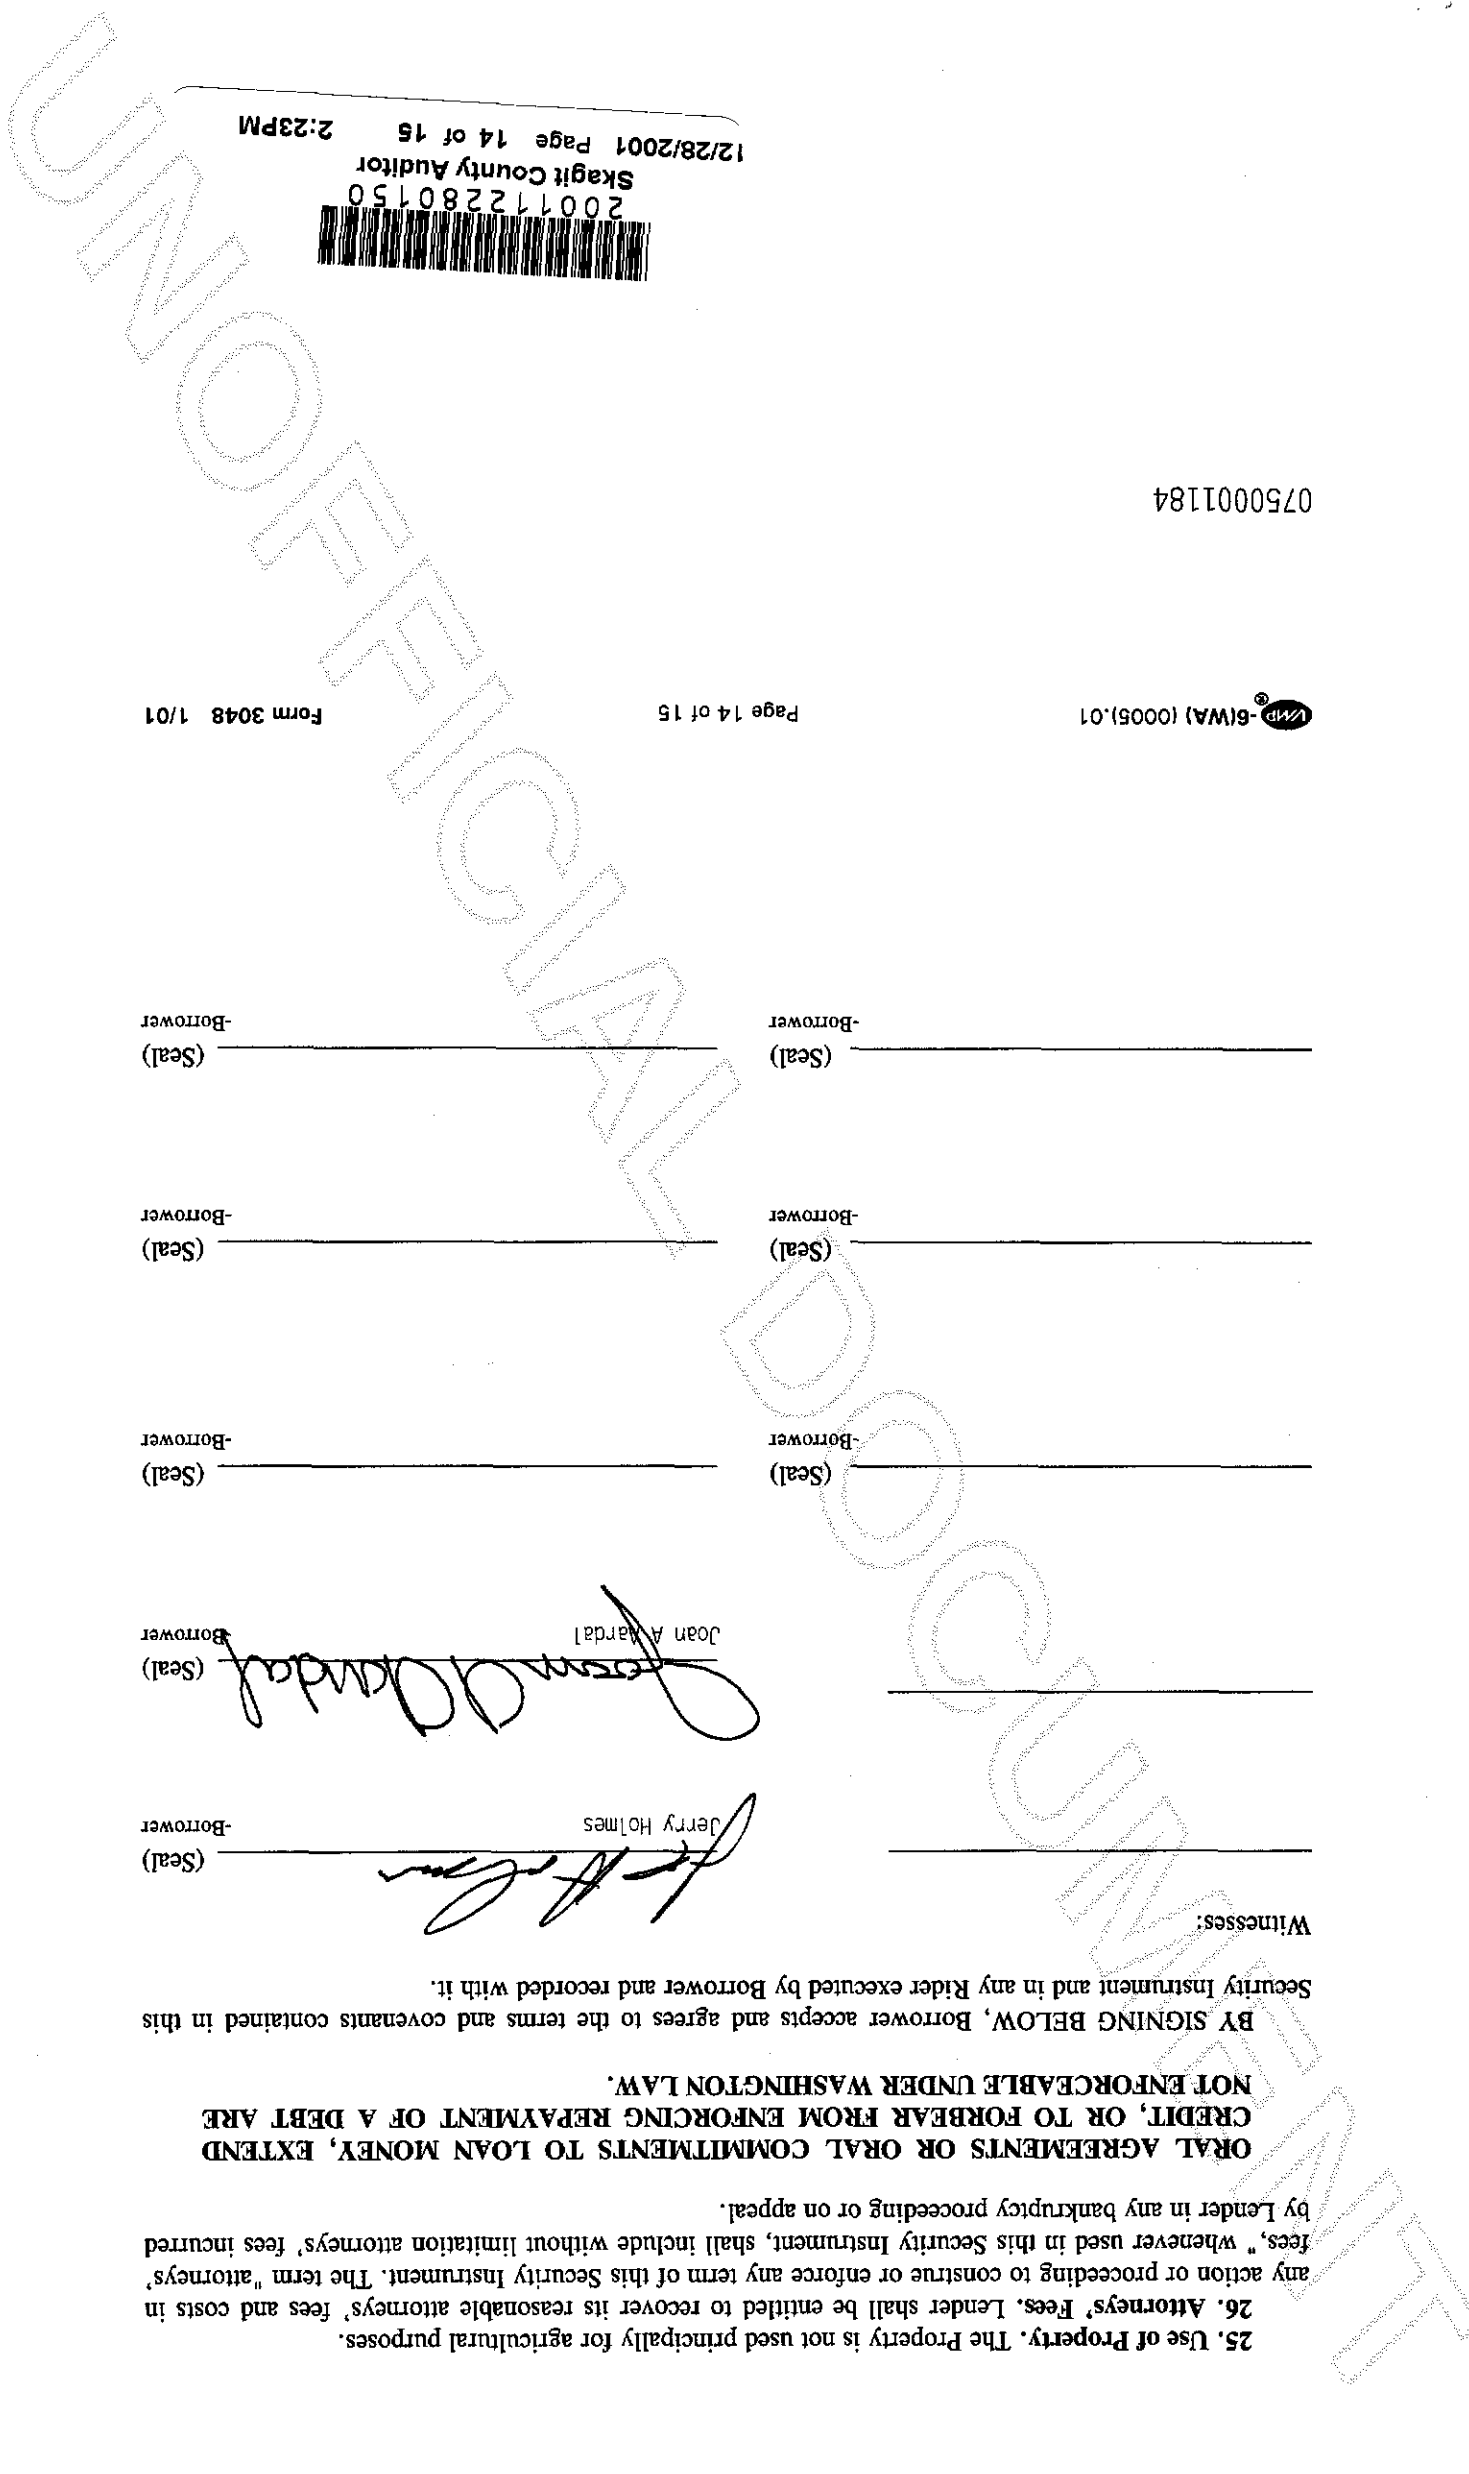 25. Use of Property. The Property is not used principally for agricultural purposes.
26. Attorneys' Fees. Lender shall be entitled to recover its reasonable attorneys' fees and costs in
any action or proceeding to construe or enforce any term of this Security Instrument. The term "attorneys'
fees," whenever used in this Security Instrument, shall include without limitation attorneys' fees incurred
by Lender in any bankruptcy proceeding or on appeal.
ORAL AGREEMENTS OR ORAL COMMITMENTS TO LOAN MONEY, EXTEND
CREDIT, OR TO FORBEAR FROM ENFORCING REPAYMENT OF A DEBT ARE
NOT ENFORCEABLE UNDER WASHINGTON LAW.
BY SIGNING BELOW, Borrower accepts and agrees to the terms and covenants contained in this
Security Instrument and in any Rider executed by Borrower and recorded with it.
Witnesses:
(Seal)
Jerry Holmes -Borrower
Joan A Aardal (Seal)
Joan A Aardal -Borrower
(Seal) (Seal)
-Borrower -Borrower
(Seal) (Seal)
-Borrower -Borrower
(Seal) (Seal)
-Borrower -Borrower
VMP®-6(WA) (0005).01 Page 14 of 15 Form 3048 1/01
0750001184
200112280150
Skagit County Auditor
12/28/2001 Page 14 of 15 2:23PM
UNOFFICIAL DOCUMENT